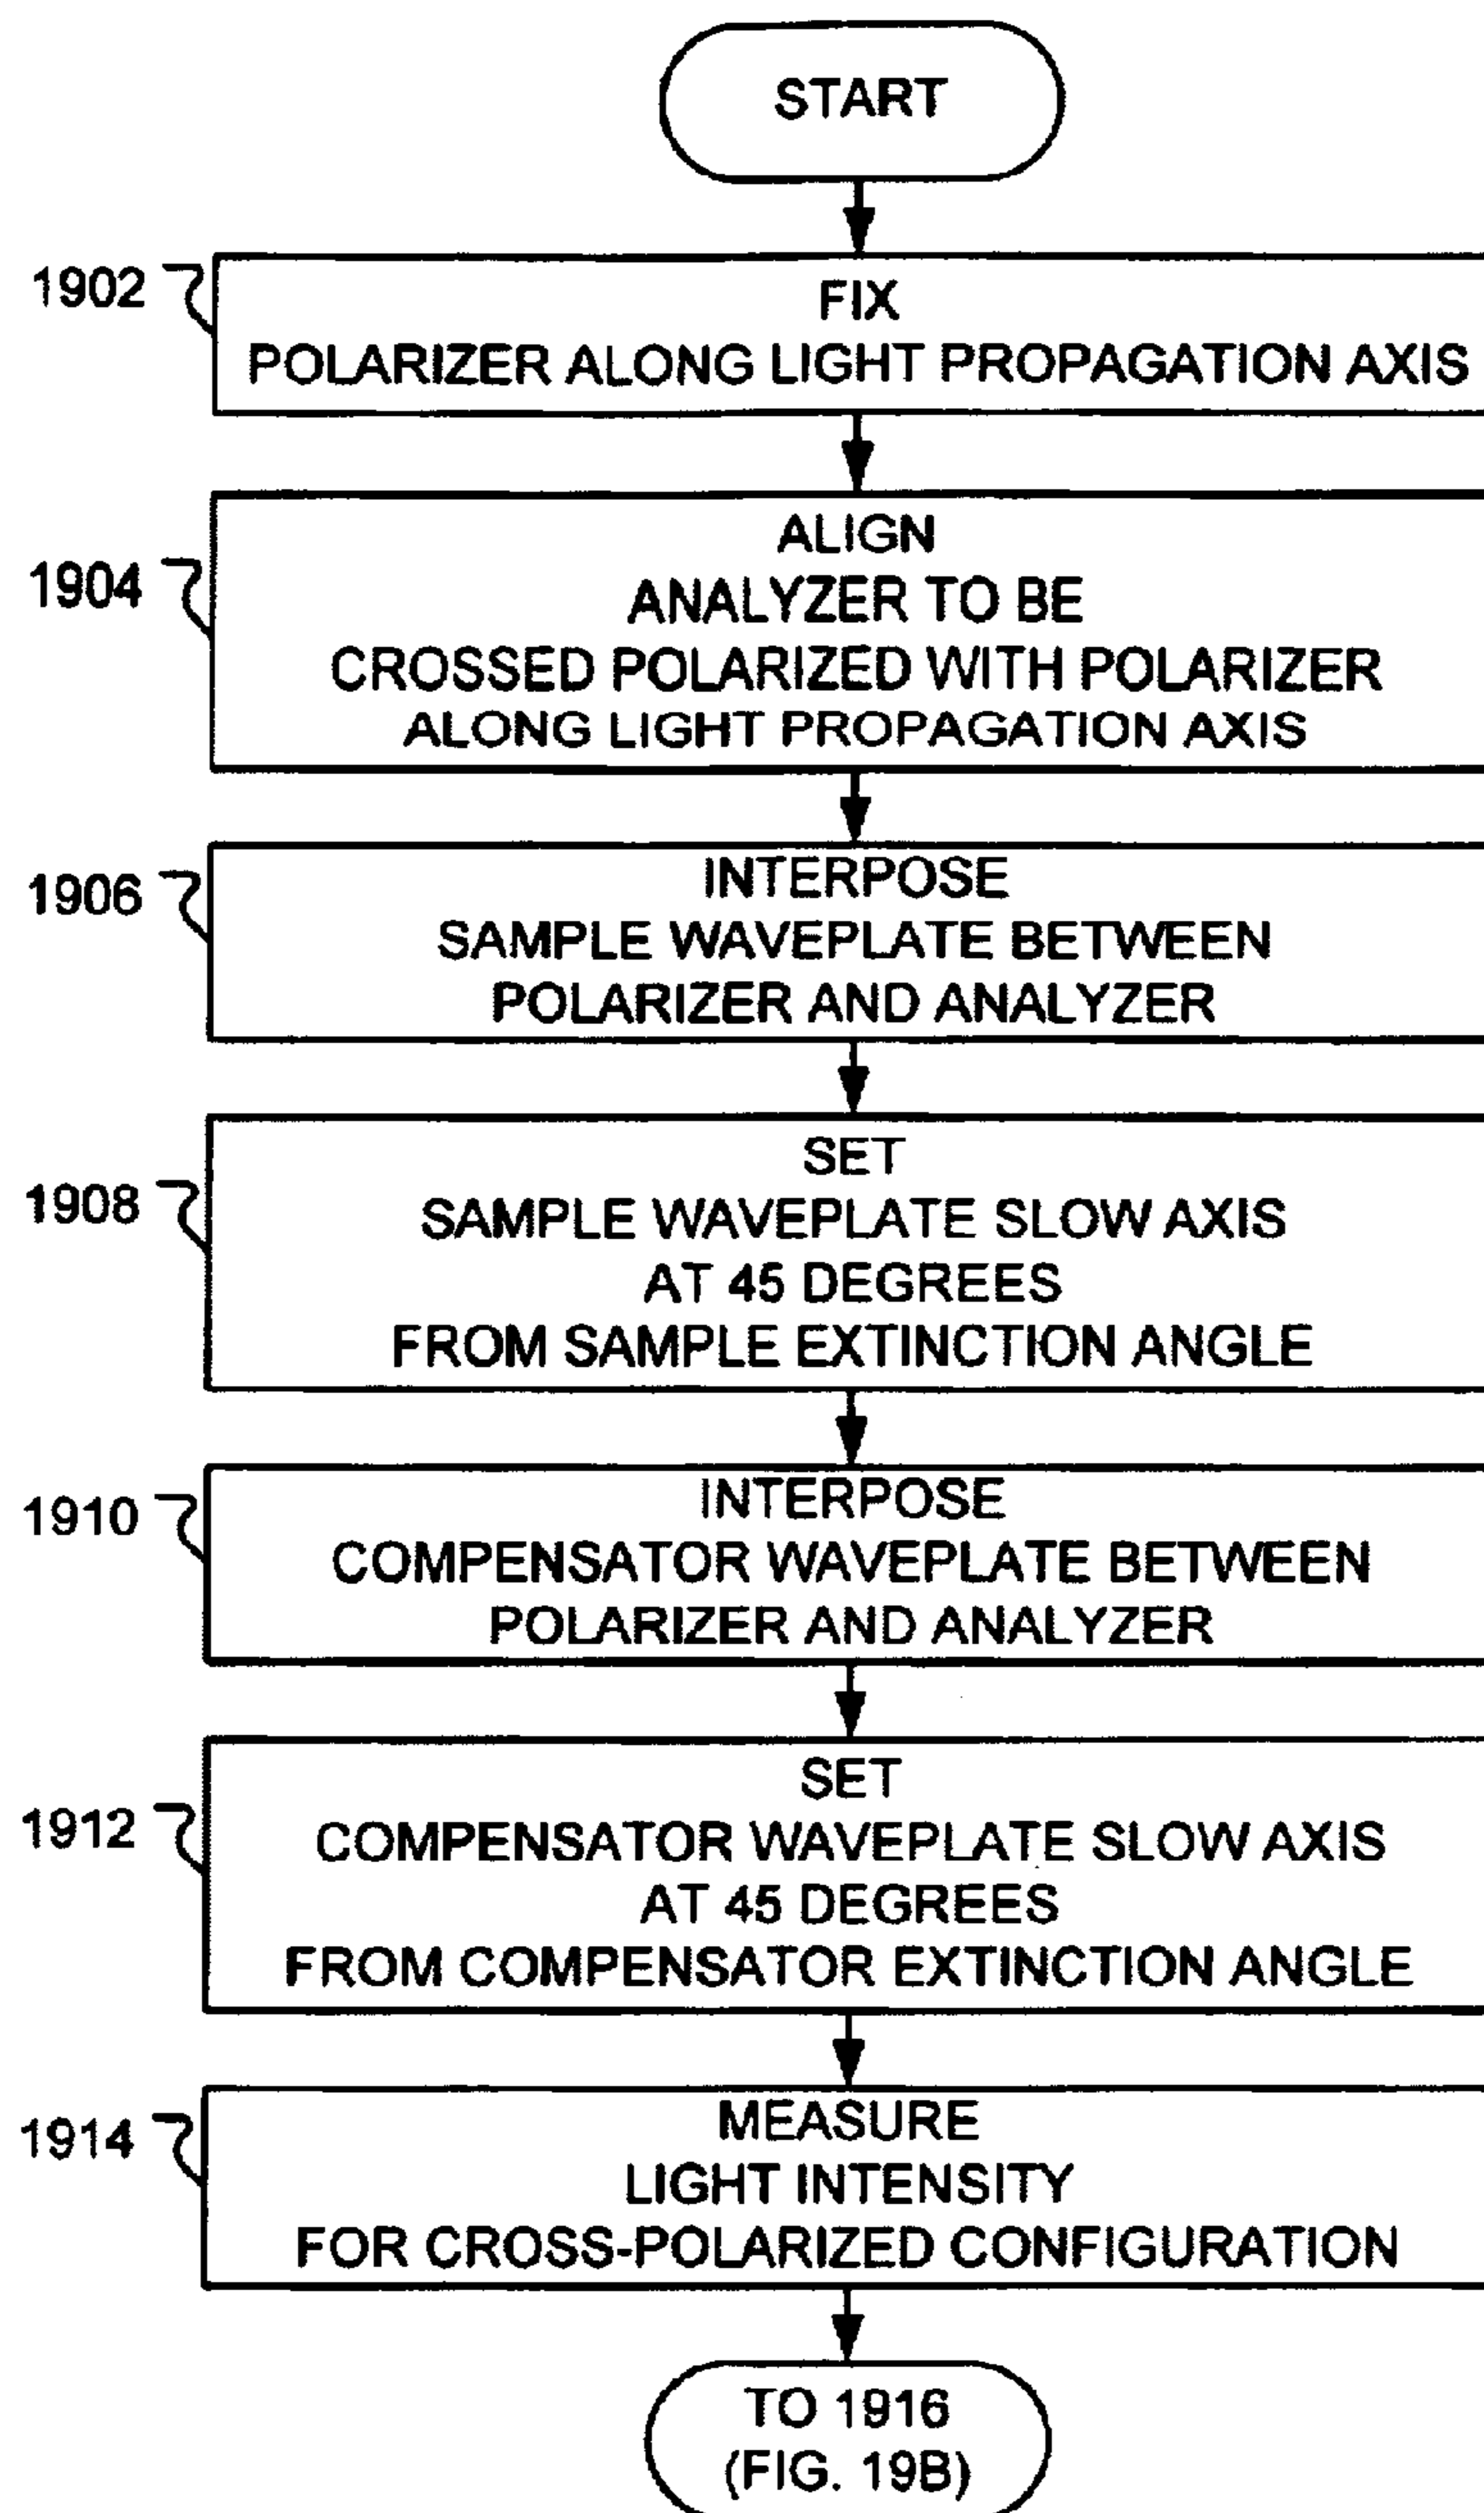 START
1902
FIX
POLARIZER ALONG LIGHT PROPAGATION AXIS
1904
ALIGN
ANALYZER TO BE
CROSSED POLARIZED WITH POLARIZER
ALONG LIGHT PROPAGATION AXIS
1906
INTERPOSE
SAMPLE WAVEPLATE BETWEEN
POLARIZER AND ANALYZER
1908
SET
SAMPLE WAVEPLATE SLOW AXIS
AT 45 DEGREES
FROM SAMPLE EXTINCTION ANGLE
1910
INTERPOSE
COMPENSATOR WAVEPLATE BETWEEN
POLARIZER AND ANALYZER
1912
SET
COMPENSATOR WAVEPLATE SLOW AXIS
AT 45 DEGREES
FROM COMPENSATOR EXTINCTION ANGLE
1914
MEASURE
LIGHT INTENSITY
FOR CROSS-POLARIZED CONFIGURATION
TO 1916
(FIG. 19B)